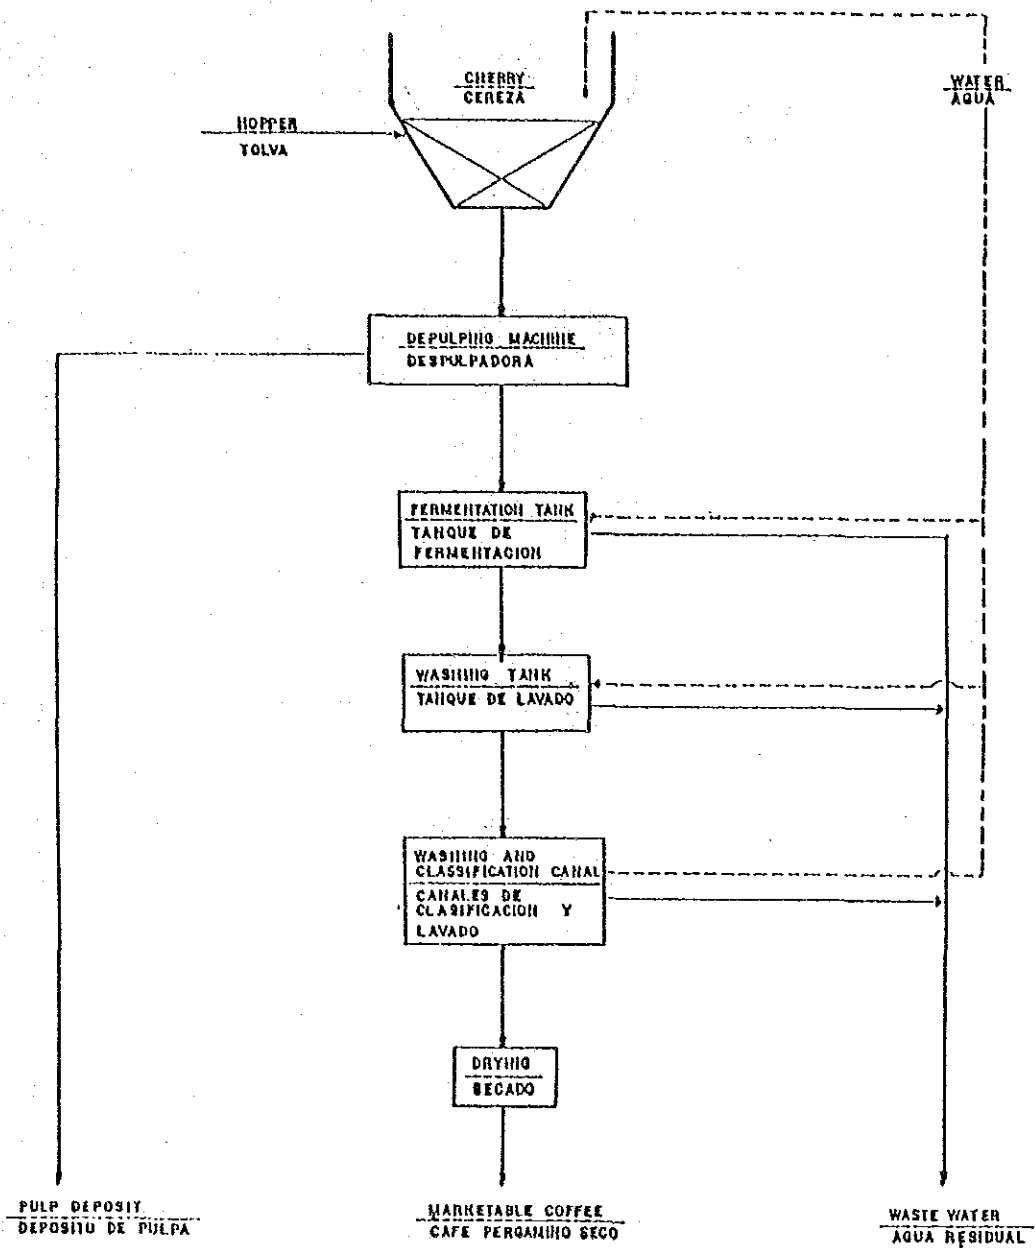 CHERRY
CEREZA
WATER
AGUA
HOPPER
TOLVA
DEPULPING MACHINE
DESPULPADORA
FERMENTATION TANK
TANQUE DE
FERMENTACION
WASHING TANK
TANQUE DE LAVADO
WASHING AND
CLASSIFICATION CANAL
CANALES DE
CLASIFICACION Y
LAVADO
DRYING
SECADO
PULP DEPOSIT
DEPOSITO DE PULPA
MARKETABLE COFFEE
CAFE PERGAMINO SECO
WASTE WATER
AGUA RESIDUAL